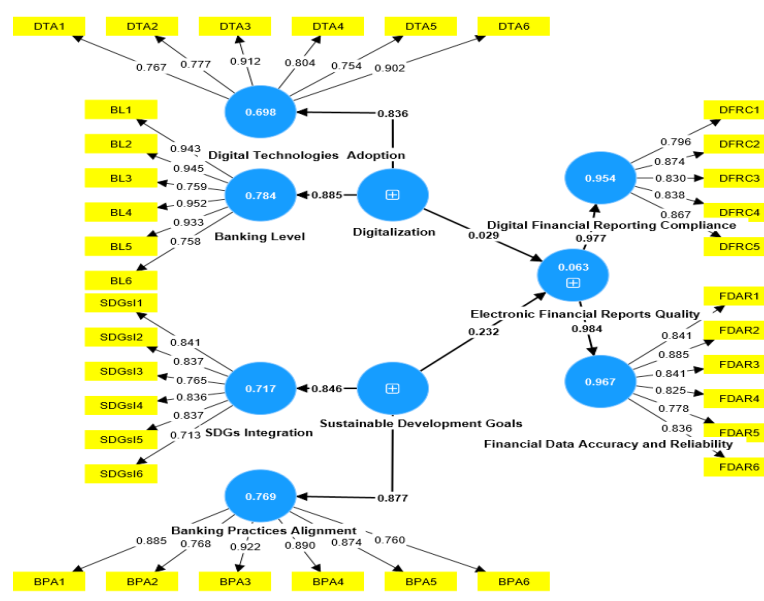 DTA1 DTA2 DTA3 DTA4 DTA5 DTA6
0.767 0.777 0.912 0.804 0.754 0.902
0.698
0.836
Digital Technologies Adoption
BL1
BL2
BL3
BL4
BL5
BL6
0.943
0.945
0.759
0.952
0.933
0.758
0.784
0.885
Banking Level
Digitalization
0.029
DFRC1
DFRC2
DFRC3
DFRC4
DFRC5
0.796
0.874
0.830
0.838
0.867
0.954
Digital Financial Reporting Compliance
0.977
0.063
Electronic Financial Reports Quality
0.232
0.984
SDGsI1
SDGsI2
SDGsI3
SDGsI4
SDGsI5
SDGsI6
0.841
0.837
0.765
0.836
0.837
0.713
0.717
0.846
SDGs Integration
Sustainable Development Goals
FDAR1
FDAR2
FDAR3
FDAR4
FDAR5
FDAR6
0.841
0.885
0.841
0.825
0.778
0.836
0.967
Financial Data Accuracy and Reliability
0.877
0.769
Banking Practices Alignment
0.885 0.768 0.922 0.890 0.874 0.760
BPA1 BPA2 BPA3 BPA4 BPA5 BPA6